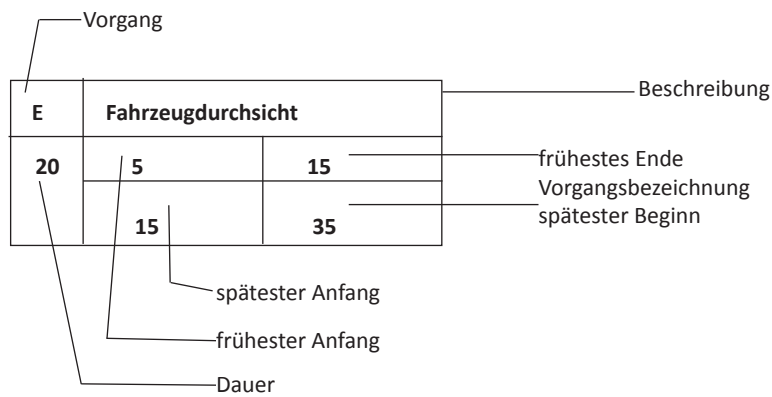 Vorgang
Beschreibung
E Fahrzeugdurchsicht
20 5 15
frühestes Ende
Vorgangsbezeichnung
spätester Beginn
15 35
spätester Anfang
frühester Anfang
Dauer